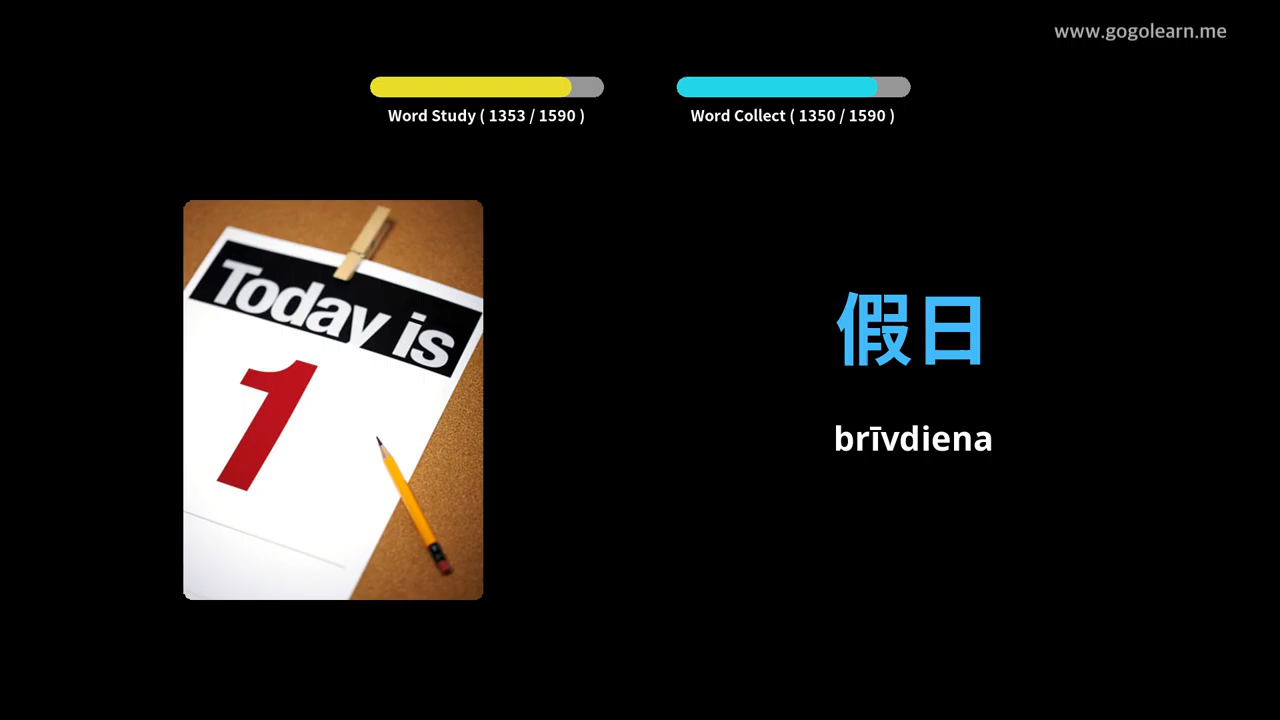 www.gogolearn.me
Word Study ( 1353 / 1590 )
Word Collect ( 1350 / 1590 )
Today is
1
假日
brīvdiena